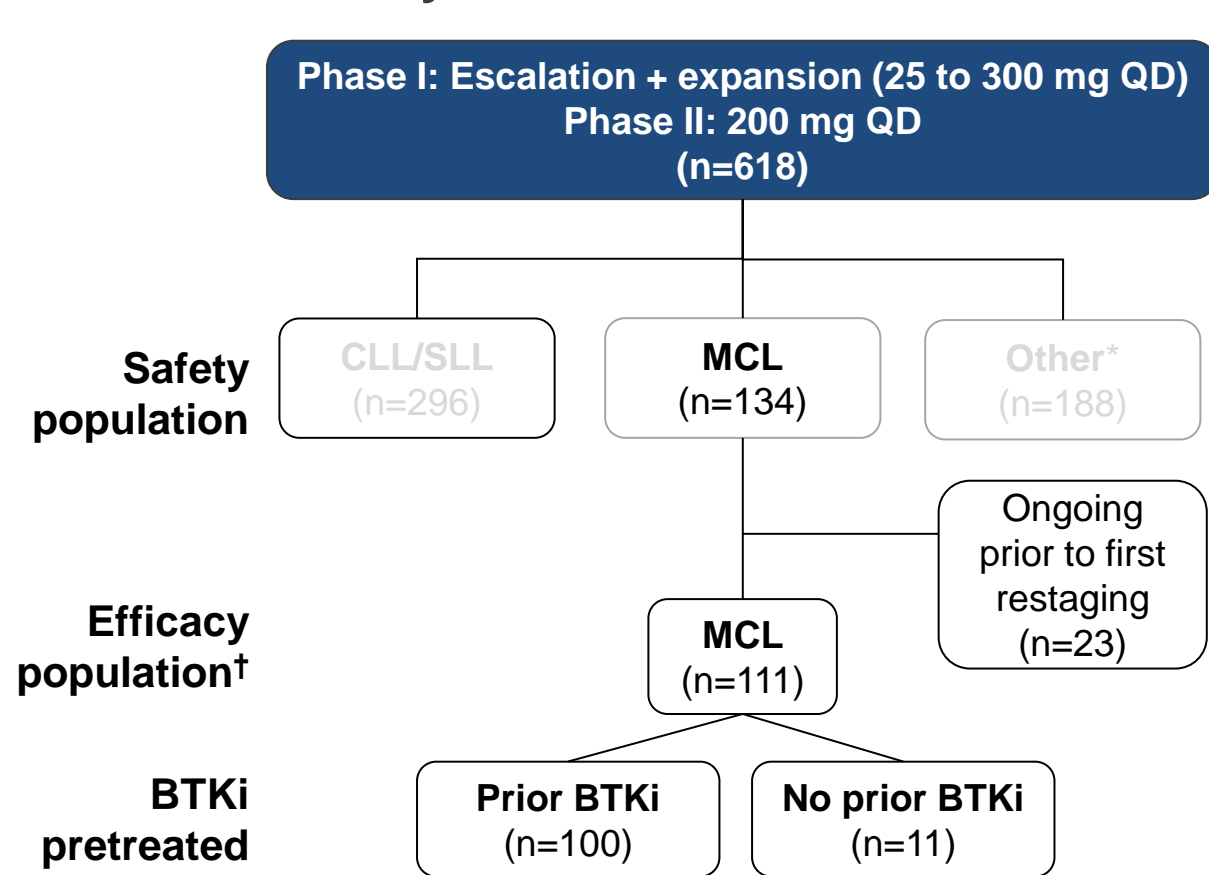 Phase I: Escalation + expansion (25 to 300 mg QD)
Phase II: 200 mg QD
(n=618)
Safety
population
CLL/SLL
(n=296)
MCL
(n=134)
Other*
(n=188)
Ongoing
prior to first
restaging
(n=23)
Efficacy
population†
MCL
(n=111)
BTKi
pretreated
Prior BTKi
(n=100)
No prior BTKi
(n=11)